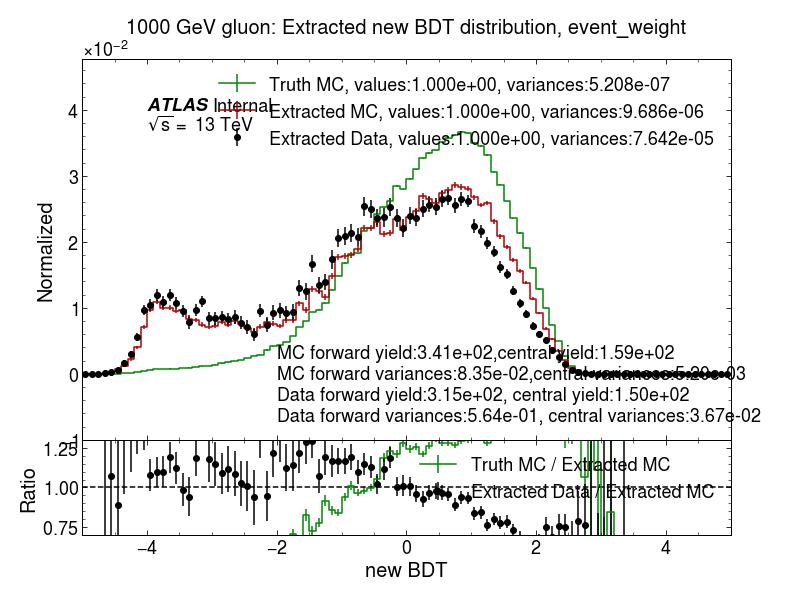 1000 GeV gluon: Extracted new BDT distribution, event_weight
×10⁻²
Truth MC, values:1.000e+00, variances:5.208e-07
ATLAS Internal
Extracted MC, values:1.000e+00, variances:9.686e-06
√s = 13 TeV
Extracted Data, values:1.000e+00, variances:7.642e-05
4
3
2
1
0
Normalized
MC forward yield:3.41e+02,central yield:1.59e+02
MC forward variances:8.35e-02,central variances:5.29e-03
Data forward yield:3.15e+02, central yield:1.50e+02
Data forward variances:5.64e-01, central variances:3.67e-02
1.25
1.00
0.75
Ratio
Truth MC / Extracted MC
Extracted Data / Extracted MC
−4 −2 0 2 4
new BDT